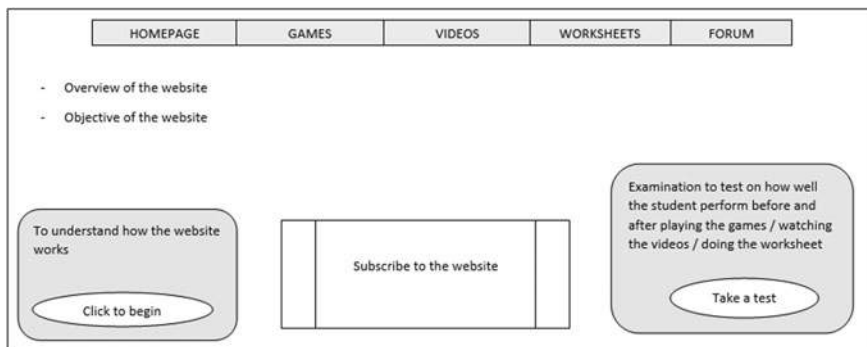 HOMEPAGE GAMES VIDEOS WORKSHEETS FORUM
- Overview of the website
- Objective of the website
To understand how the website
works
Click to begin
Subscribe to the website
Examination to test on how well
the student perform before and
after playing the games / watching
the videos / doing the worksheet
Take a test